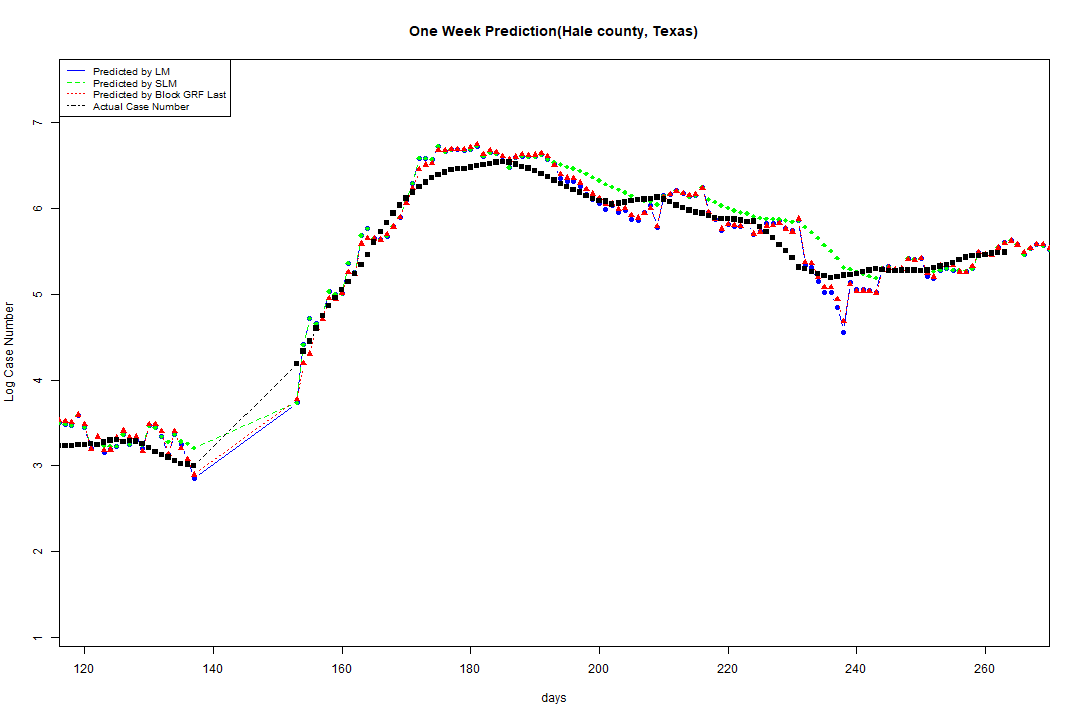 One Week Prediction(Hale county, Texas)
Predicted by LM
Predicted by SLM
Predicted by Block GRF Last
Actual Case Number
Log Case Number
7
6
5
4
3
2
1
120 140 160 180 200 220 240 260
days